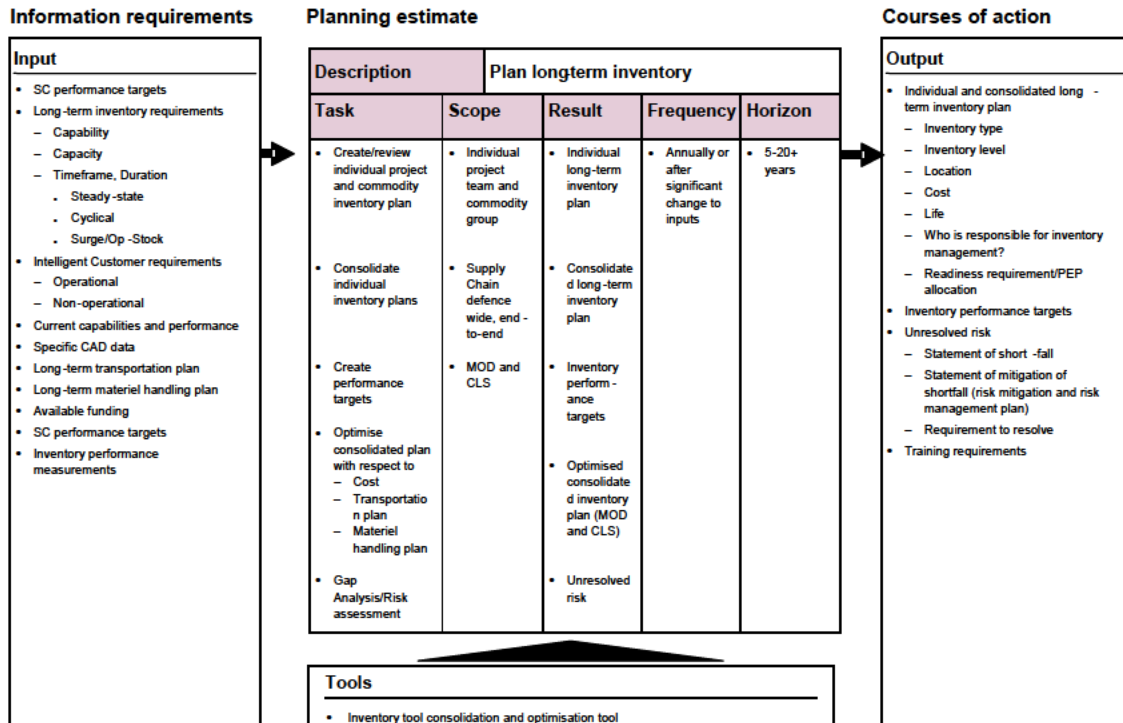 Information requirements
Planning estimate
Courses of action
Input
• SC performance targets
• Long-term inventory requirements
– Capability
– Capacity
– Timeframe, Duration
. Steady-state
. Cyclical
. Surge/Op -Stock
• Intelligent Customer requirements
– Operational
– Non-operational
• Current capabilities and performance
• Specific CAD data
• Long-term transportation plan
• Long-term materiel handling plan
• Available funding
• SC performance targets
• Inventory performance
measurements
Description
Plan long-term inventory
Task
Scope
Result
Frequency
Horizon
• Create/review
individual project
and commodity
inventory plan
• Individual
project
team and
commodity
group
• Individual
long-term
inventory
plan
• Annually or
after
significant
change to
inputs
• 5-20+
years
• Consolidate
individual
inventory plans
• Supply
Chain
defence
wide, end -
to-end
• Consolidate
d long-term
inventory
plan
• Create
performance
targets
• MOD and
CLS
• Inventory
perform -
ance
targets
• Optimise
consolidated plan
with respect to
– Cost
– Transportatio
n plan
– Materiel
handling plan
• Optimised
consolidate
d inventory
plan (MOD
and CLS)
• Gap
Analysis/Risk
assessment
• Unresolved
risk
Tools
• Inventory tool consolidation and optimisation tool
Output
• Individual and consolidated long -
term inventory plan
– Inventory type
– Inventory level
– Location
– Cost
– Life
– Who is responsible for inventory
management?
– Readiness requirement/PEP
allocation
• Inventory performance targets
• Unresolved risk
– Statement of short -fall
– Statement of mitigation of
shortfall (risk mitigation and risk
management plan)
– Requirement to resolve
• Training requirements